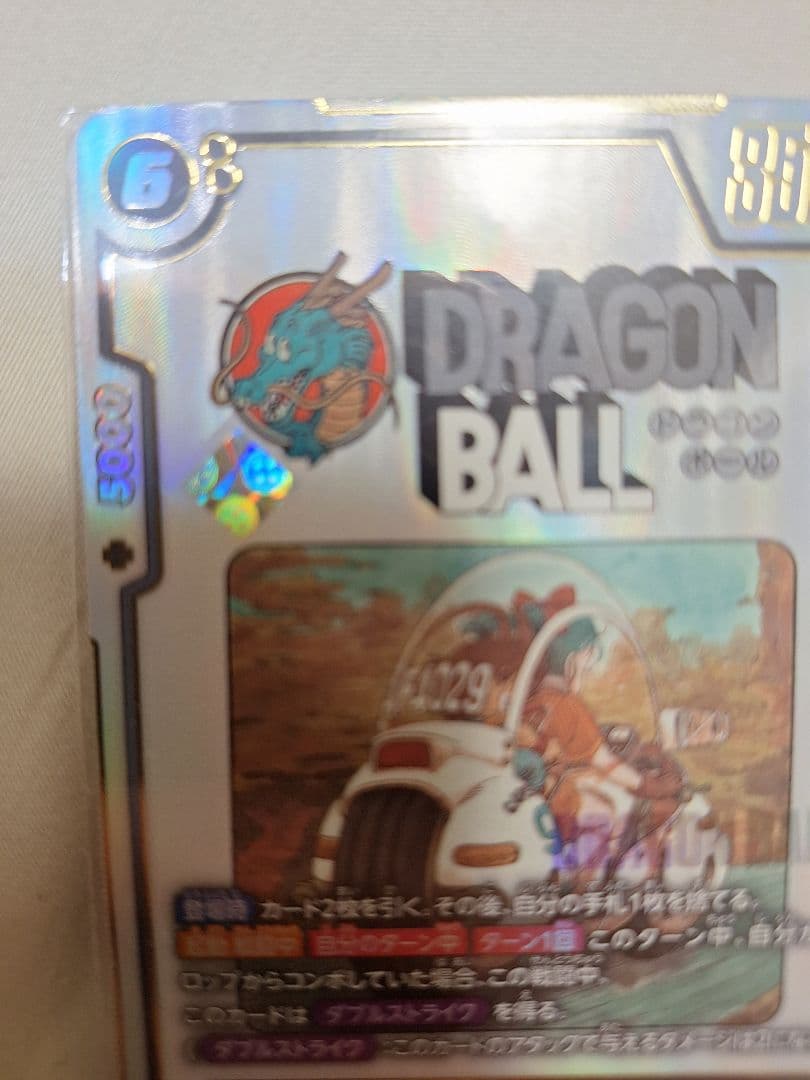 6
DRAGON
BALL
ドラゴン
ボール
5000
登場時 カード2枚を引く。その後、自分の手札1枚を捨てる。
自分のターン中 ターン1回 このターン中、自分
ロップからコンボしていた場合、この戦闘中、
このカードは ダブルストライク を得る。
ダブルストライク このカードのアタックで与えるダメージは